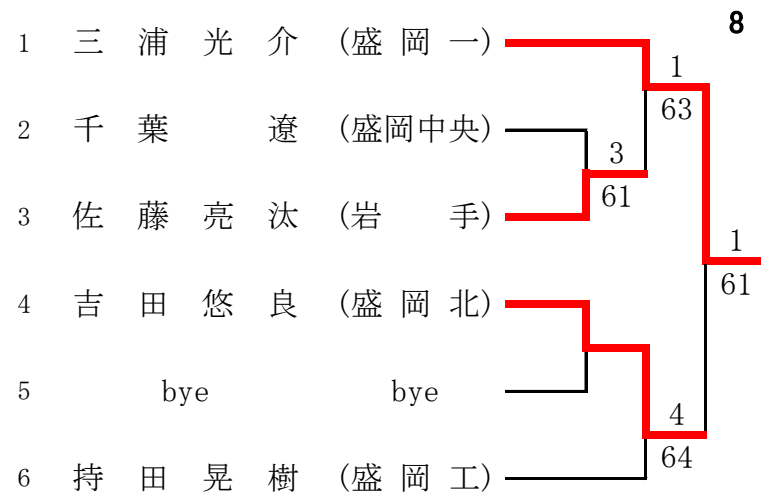 8
1 三浦光介 (盛岡一)
1
63
2 千葉 遼 (盛岡中央)
3
61
3 佐藤亮汰 (岩手)
1
61
4 吉田悠良 (盛岡北)
5 bye bye
4
64
6 持田晃樹 (盛岡工)